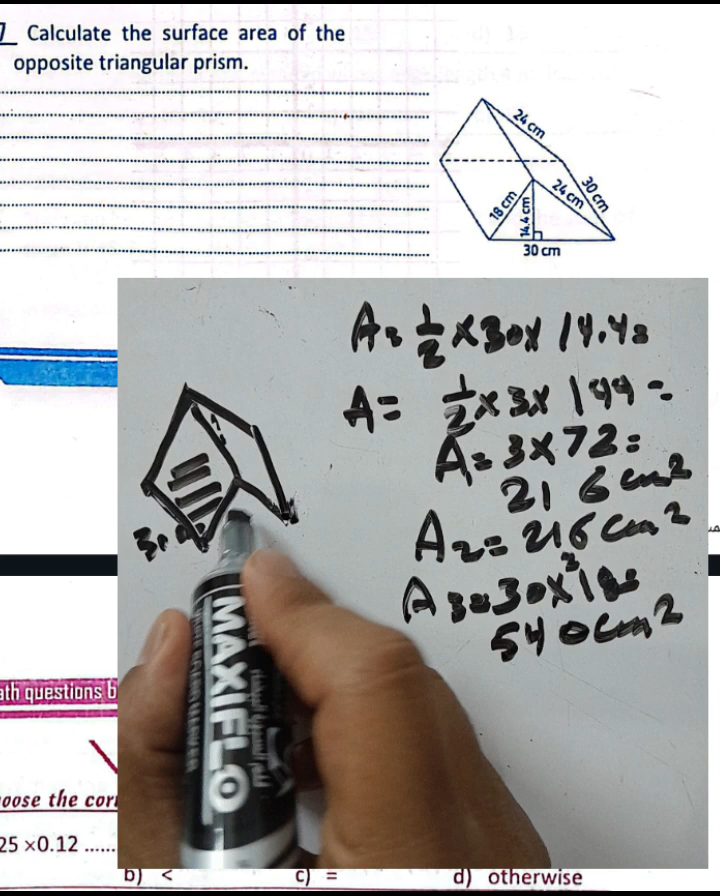 7 Calculate the surface area of the
opposite triangular prism.
24 cm
30 cm
24 cm
18 cm
14.4 cm
30 cm
A = 1/2 × 30 × 14.4 =
A = 1/2 × 3 × 144 =
A = 3 × 72 =
216 cm²
A2 = 216 cm²
A3 = 30 × 18 =
540 cm²
?
MAXIFLO
ath questions b
oose the corr
25 ×0.12 ......
b) <
c) =
d) otherwise